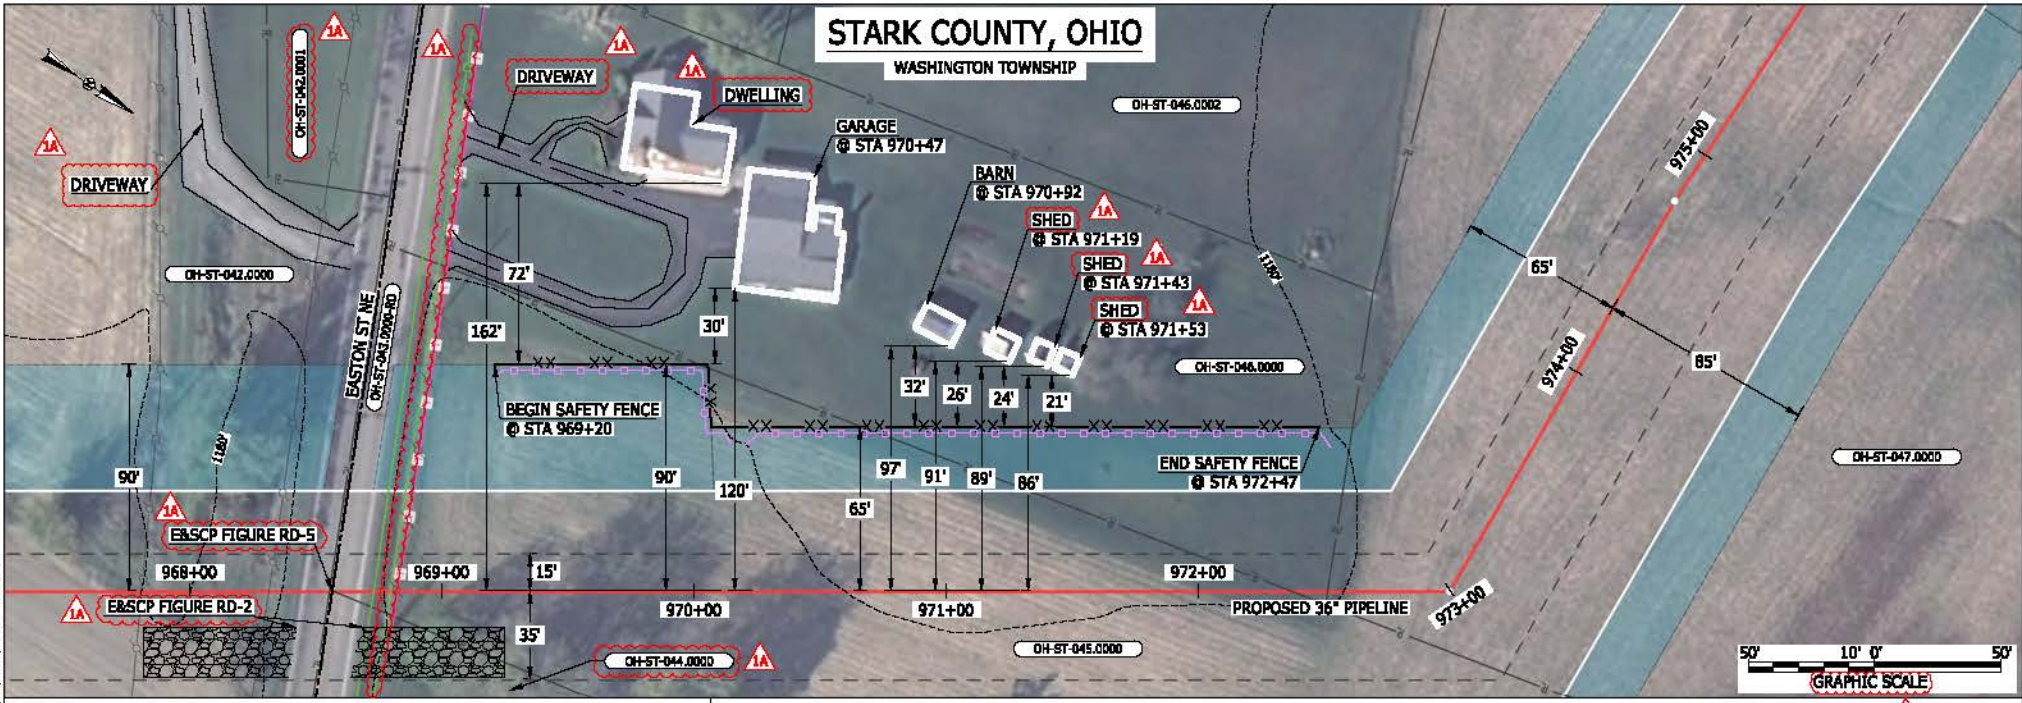 STARK COUNTY, OHIO
WASHINGTON TOWNSHIP
1A
OH-ST-042.0001
1A
1A
DRIVEWAY
1A
DWELLING
OH-ST-046.0002
GARAGE
@ STA 970+47
975+00
1A
DRIVEWAY
BARN
@ STA 970+92
1A
SHED
@ STA 971+19
1A
SHED
@ STA 971+43
1A
SHED
@ STA 971+53
OH-ST-042.0000
72'
1180'
65'
EASTON ST NE
OH-ST-043.0000-RD
162'
30'
974+00
85'
OH-ST-046.0000
32'
26'
24'
21'
BEGIN SAFETY FENCE
@ STA 969+20
1180'
90'
90'
120'
97'
91'
89'
86'
65'
END SAFETY FENCE
@ STA 972+47
OH-ST-047.0000
1A
E&SCP FIGURE RD-5
968+00
969+00
15'
970+00
971+00
972+00
973+00
1A
E&SCP FIGURE RD-2
PROPOSED 36" PIPELINE
35'
OH-ST-044.0000
1A
OH-ST-045.0000
50'
10'
0'
50'
GRAPHIC SCALE